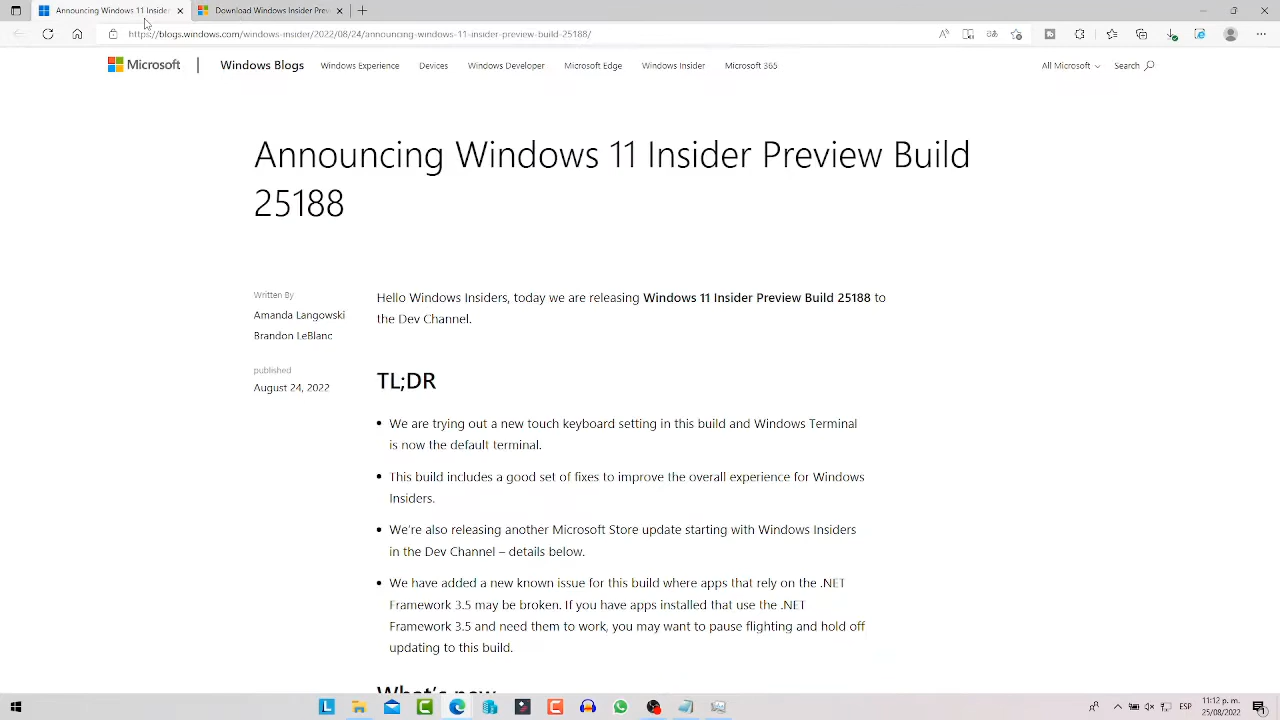 Announcing Windows 11 Insider
Download Windows Insider Prev
https://blogs.windows.com/windows-insider/2022/08/24/announcing-windows-11-insider-preview-build-25188/
Microsoft
Windows Blogs
Windows Experience
Devices
Windows Developer
Microsoft Edge
Windows Insider
Microsoft 365
All Microsoft
Search
Announcing Windows 11 Insider Preview Build
25188
Written By
Amanda Langowski
Brandon LeBlanc
published
August 24, 2022
Hello Windows Insiders, today we are releasing Windows 11 Insider Preview Build 25188 to
the Dev Channel.
TL;DR
• We are trying out a new touch keyboard setting in this build and Windows Terminal
is now the default terminal.
• This build includes a good set of fixes to improve the overall experience for Windows
Insiders.
• We're also releasing another Microsoft Store update starting with Windows Insiders
in the Dev Channel – details below.
• We have added a new known issue for this build where apps that rely on the .NET
Framework 3.5 may be broken. If you have apps installed that use the .NET
Framework 3.5 and need them to work, you may want to pause flighting and hold off
updating to this build.
What's new
ESP
11:12 p. m.
25/08/2022